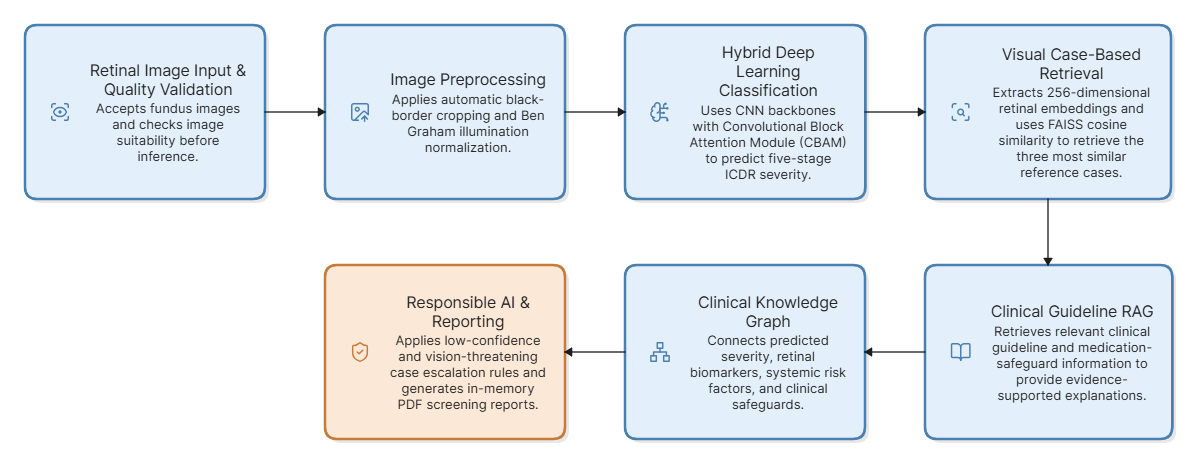 Retinal Image Input &
Quality Validation
Accepts fundus images
and checks image
suitability before
inference.
Image Preprocessing
Applies automatic black-
border cropping and Ben
Graham illumination
normalization.
Hybrid Deep
Learning
Classification
Uses CNN backbones
with Convolutional Block
Attention Module (CBAM)
to predict five-stage
ICDR severity.
Visual Case-Based
Retrieval
Extracts 256-dimensional
retinal embeddings and
uses FAISS cosine
similarity to retrieve the
three most similar
reference cases.
Clinical Guideline RAG
Retrieves relevant clinical
guideline and medication-
safeguard information to
provide evidence-
supported explanations.
Clinical Knowledge
Graph
Connects predicted
severity, retinal
biomarkers, systemic risk
factors, and clinical
safeguards.
Responsible AI &
Reporting
Applies low-confidence
and vision-threatening
case escalation rules and
generates in-memory
PDF screening reports.